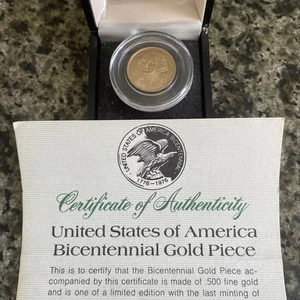 UNITED STATES OF AMERICA BICENTENNIAL
1776-1976
Certificate of Authenticity
United States of America
Bicentennial Gold Piece
This is to certify that the Bicentennial Gold Piece ac-
companied by this certificate is made of .500 fine gold
and is one of a limited edition with the last minting of